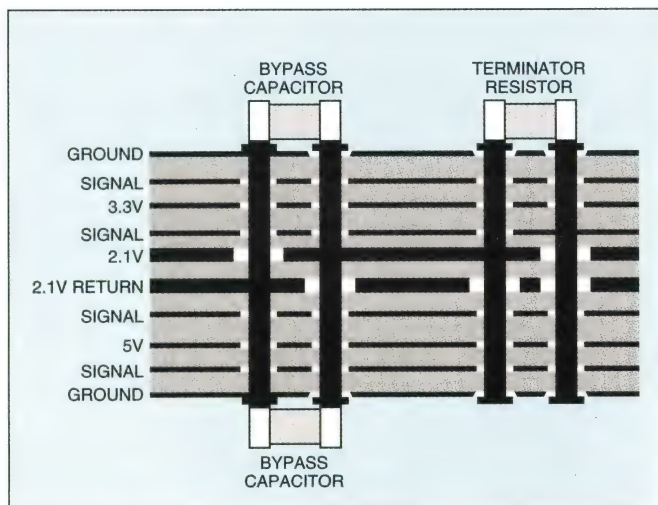 BYPASS
CAPACITOR
TERMINATOR
RESISTOR
GROUND
SIGNAL
3.3V
SIGNAL
2.1V
2.1V RETURN
SIGNAL
5V
SIGNAL
GROUND
BYPASS
CAPACITOR